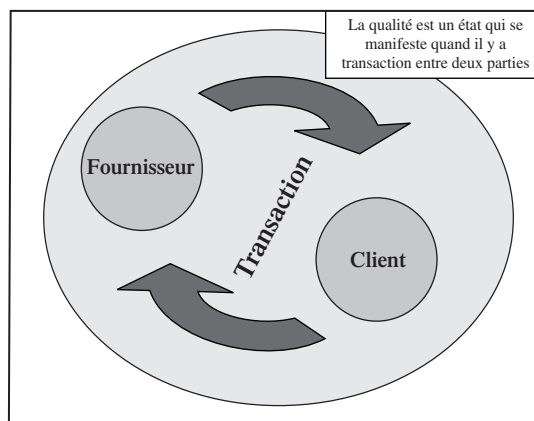 La qualité est un état qui se
manifeste quand il y a
transaction entre deux parties
Fournisseur
Transaction
Client